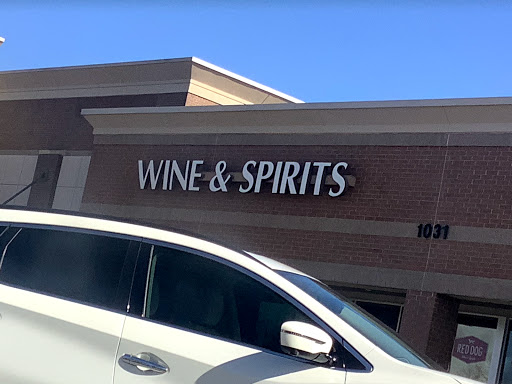 WINE & SPIRITS
1031
RED DOG